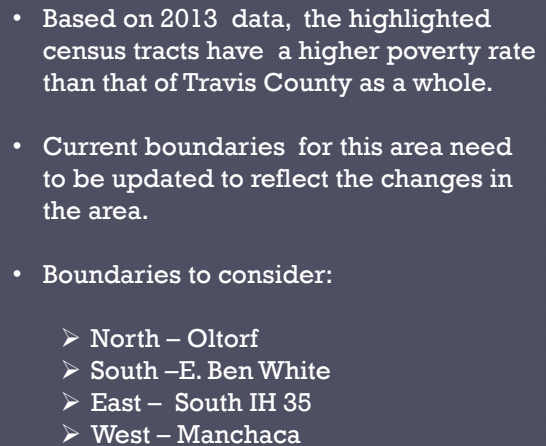 • Based on 2013 data, the highlighted
census tracts have a higher poverty rate
than that of Travis County as a whole.
• Current boundaries for this area need
to be updated to reflect the changes in
the area.
• Boundaries to consider:
➢ North – Oltorf
➢ South –E. Ben White
➢ East – South IH 35
➢ West – Manchaca